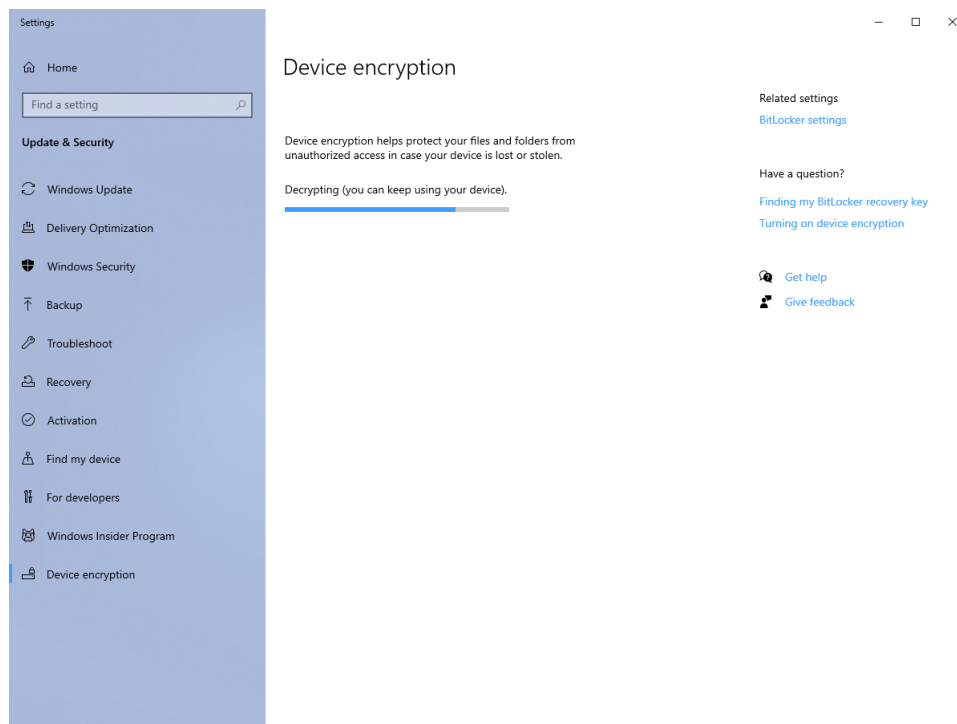 Settings
Home
Find a setting
Update & Security
Windows Update
Delivery Optimization
Windows Security
Backup
Troubleshoot
Recovery
Activation
Find my device
For developers
Windows Insider Program
Device encryption
Device encryption
Device encryption helps protect your files and folders from
unauthorized access in case your device is lost or stolen.
Decrypting (you can keep using your device).
Related settings
BitLocker settings
Have a question?
Finding my BitLocker recovery key
Turning on device encryption
Get help
Give feedback